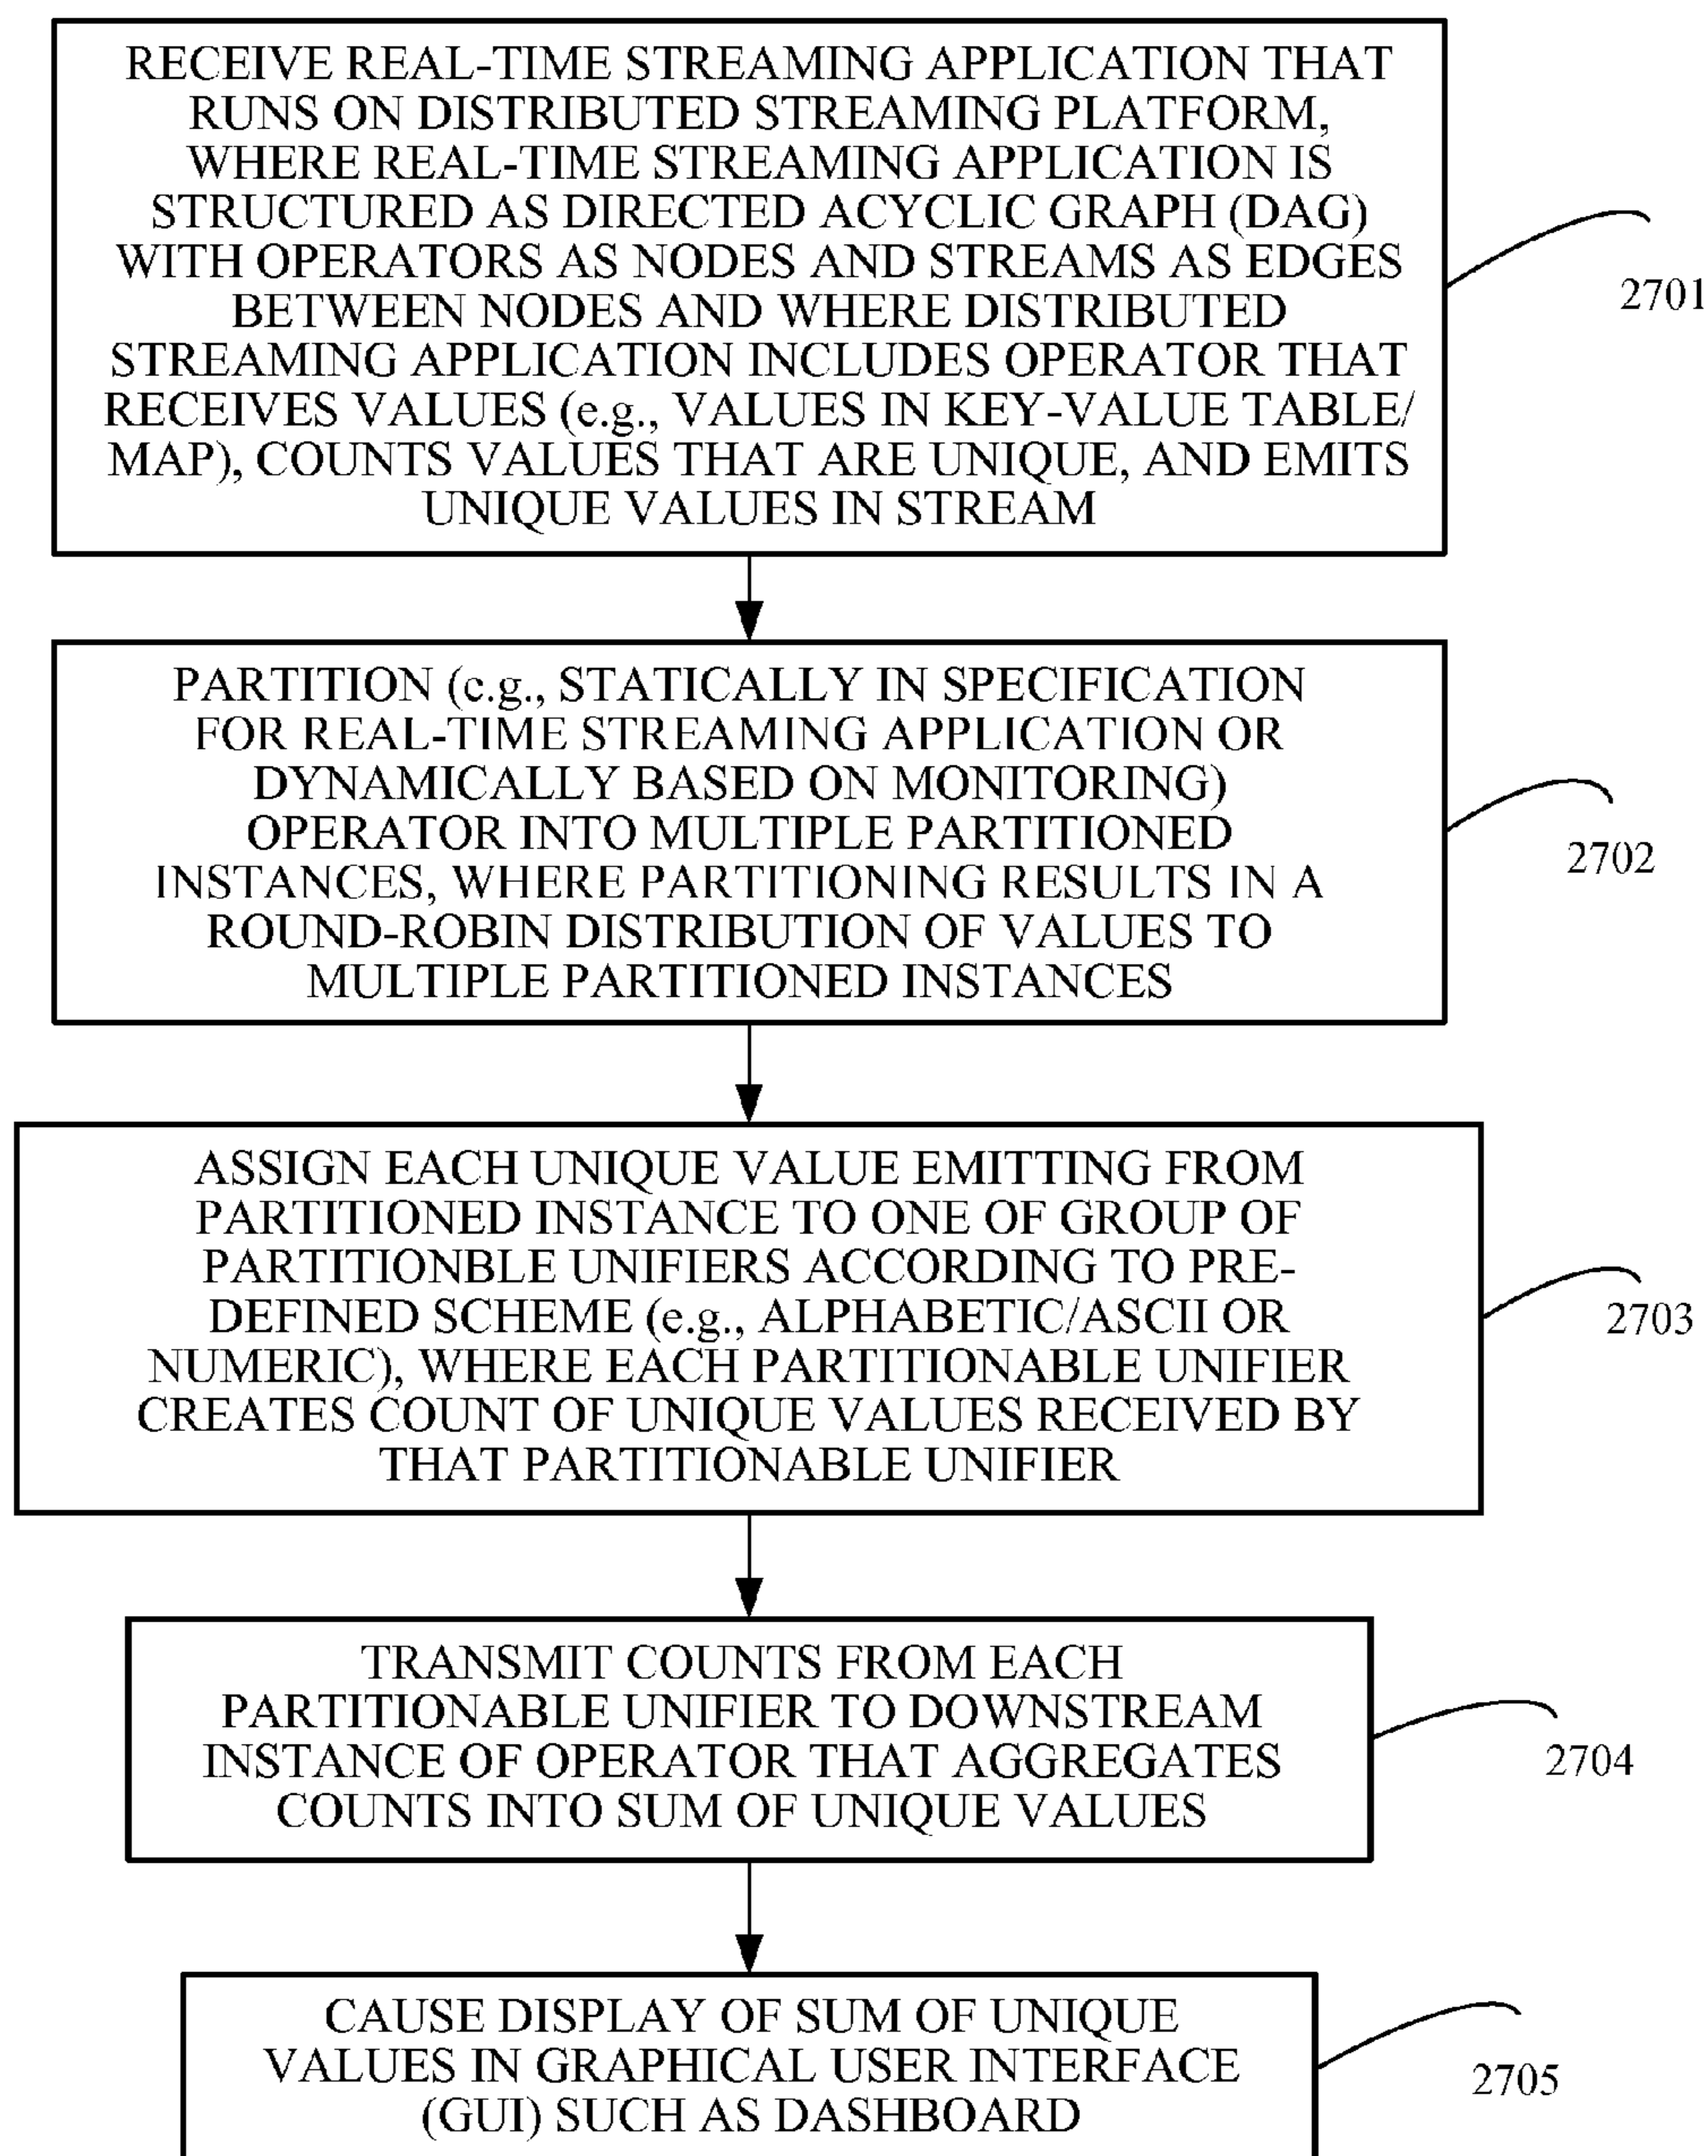 RECEIVE REAL-TIME STREAMING APPLICATION THAT
RUNS ON DISTRIBUTED STREAMING PLATFORM,
WHERE REAL-TIME STREAMING APPLICATION IS
STRUCTURED AS DIRECTED ACYCLIC GRAPH (DAG)
WITH OPERATORS AS NODES AND STREAMS AS EDGES
BETWEEN NODES AND WHERE DISTRIBUTED
STREAMING APPLICATION INCLUDES OPERATOR THAT
RECEIVES VALUES (e.g., VALUES IN KEY-VALUE TABLE/
MAP), COUNTS VALUES THAT ARE UNIQUE, AND EMITS
UNIQUE VALUES IN STREAM
2701
PARTITION (e.g., STATICALLY IN SPECIFICATION
FOR REAL-TIME STREAMING APPLICATION OR
DYNAMICALLY BASED ON MONITORING)
OPERATOR INTO MULTIPLE PARTITIONED
INSTANCES, WHERE PARTITIONING RESULTS IN A
ROUND-ROBIN DISTRIBUTION OF VALUES TO
MULTIPLE PARTITIONED INSTANCES
2702
ASSIGN EACH UNIQUE VALUE EMITTING FROM
PARTITIONED INSTANCE TO ONE OF GROUP OF
PARTITIONBLE UNIFIERS ACCORDING TO PRE-
DEFINED SCHEME (e.g., ALPHABETIC/ASCII OR
NUMERIC), WHERE EACH PARTITIONABLE UNIFIER
CREATES COUNT OF UNIQUE VALUES RECEIVED BY
THAT PARTITIONABLE UNIFIER
2703
TRANSMIT COUNTS FROM EACH
PARTITIONABLE UNIFIER TO DOWNSTREAM
INSTANCE OF OPERATOR THAT AGGREGATES
COUNTS INTO SUM OF UNIQUE VALUES
2704
CAUSE DISPLAY OF SUM OF UNIQUE
VALUES IN GRAPHICAL USER INTERFACE
(GUI) SUCH AS DASHBOARD
2705